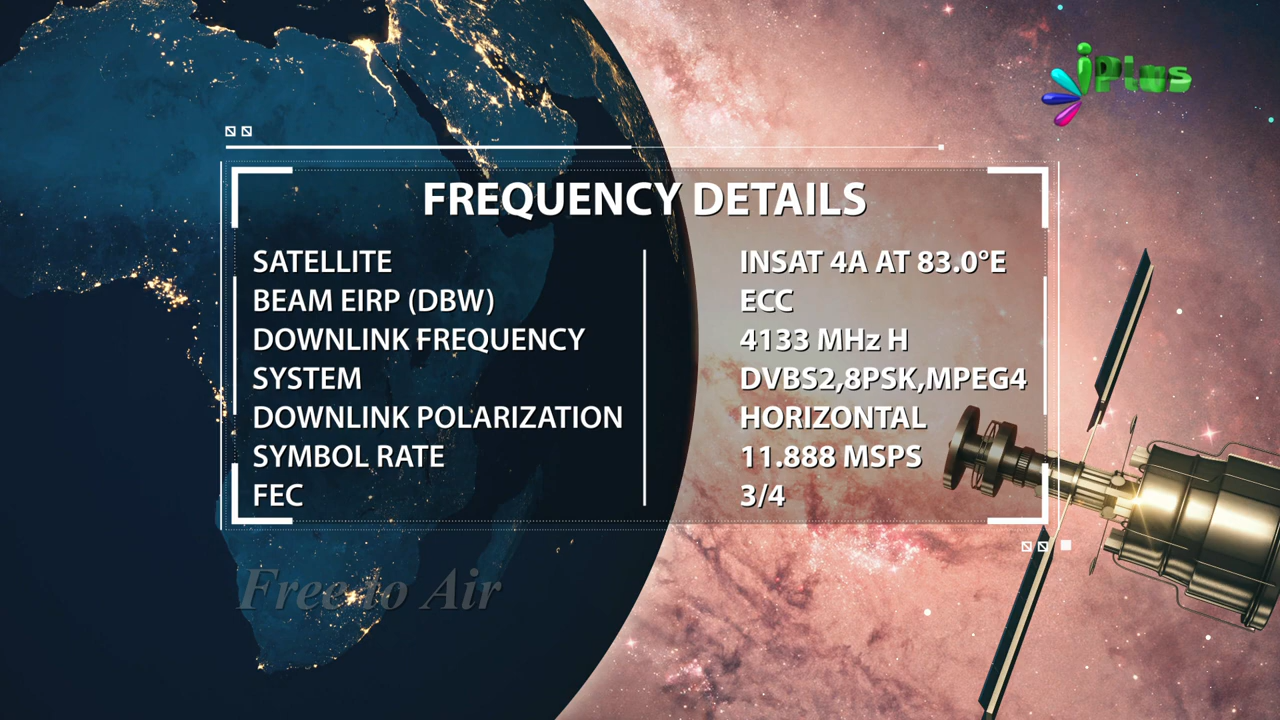 iPlus
FREQUENCY DETAILS
SATELLITE INSAT 4A AT 83.0°E
BEAM EIRP (DBW) ECC
DOWNLINK FREQUENCY 4133 MHz H
SYSTEM DVBS2,8PSK,MPEG4
DOWNLINK POLARIZATION HORIZONTAL
SYMBOL RATE 11.888 MSPS
FEC 3/4
Free to Air